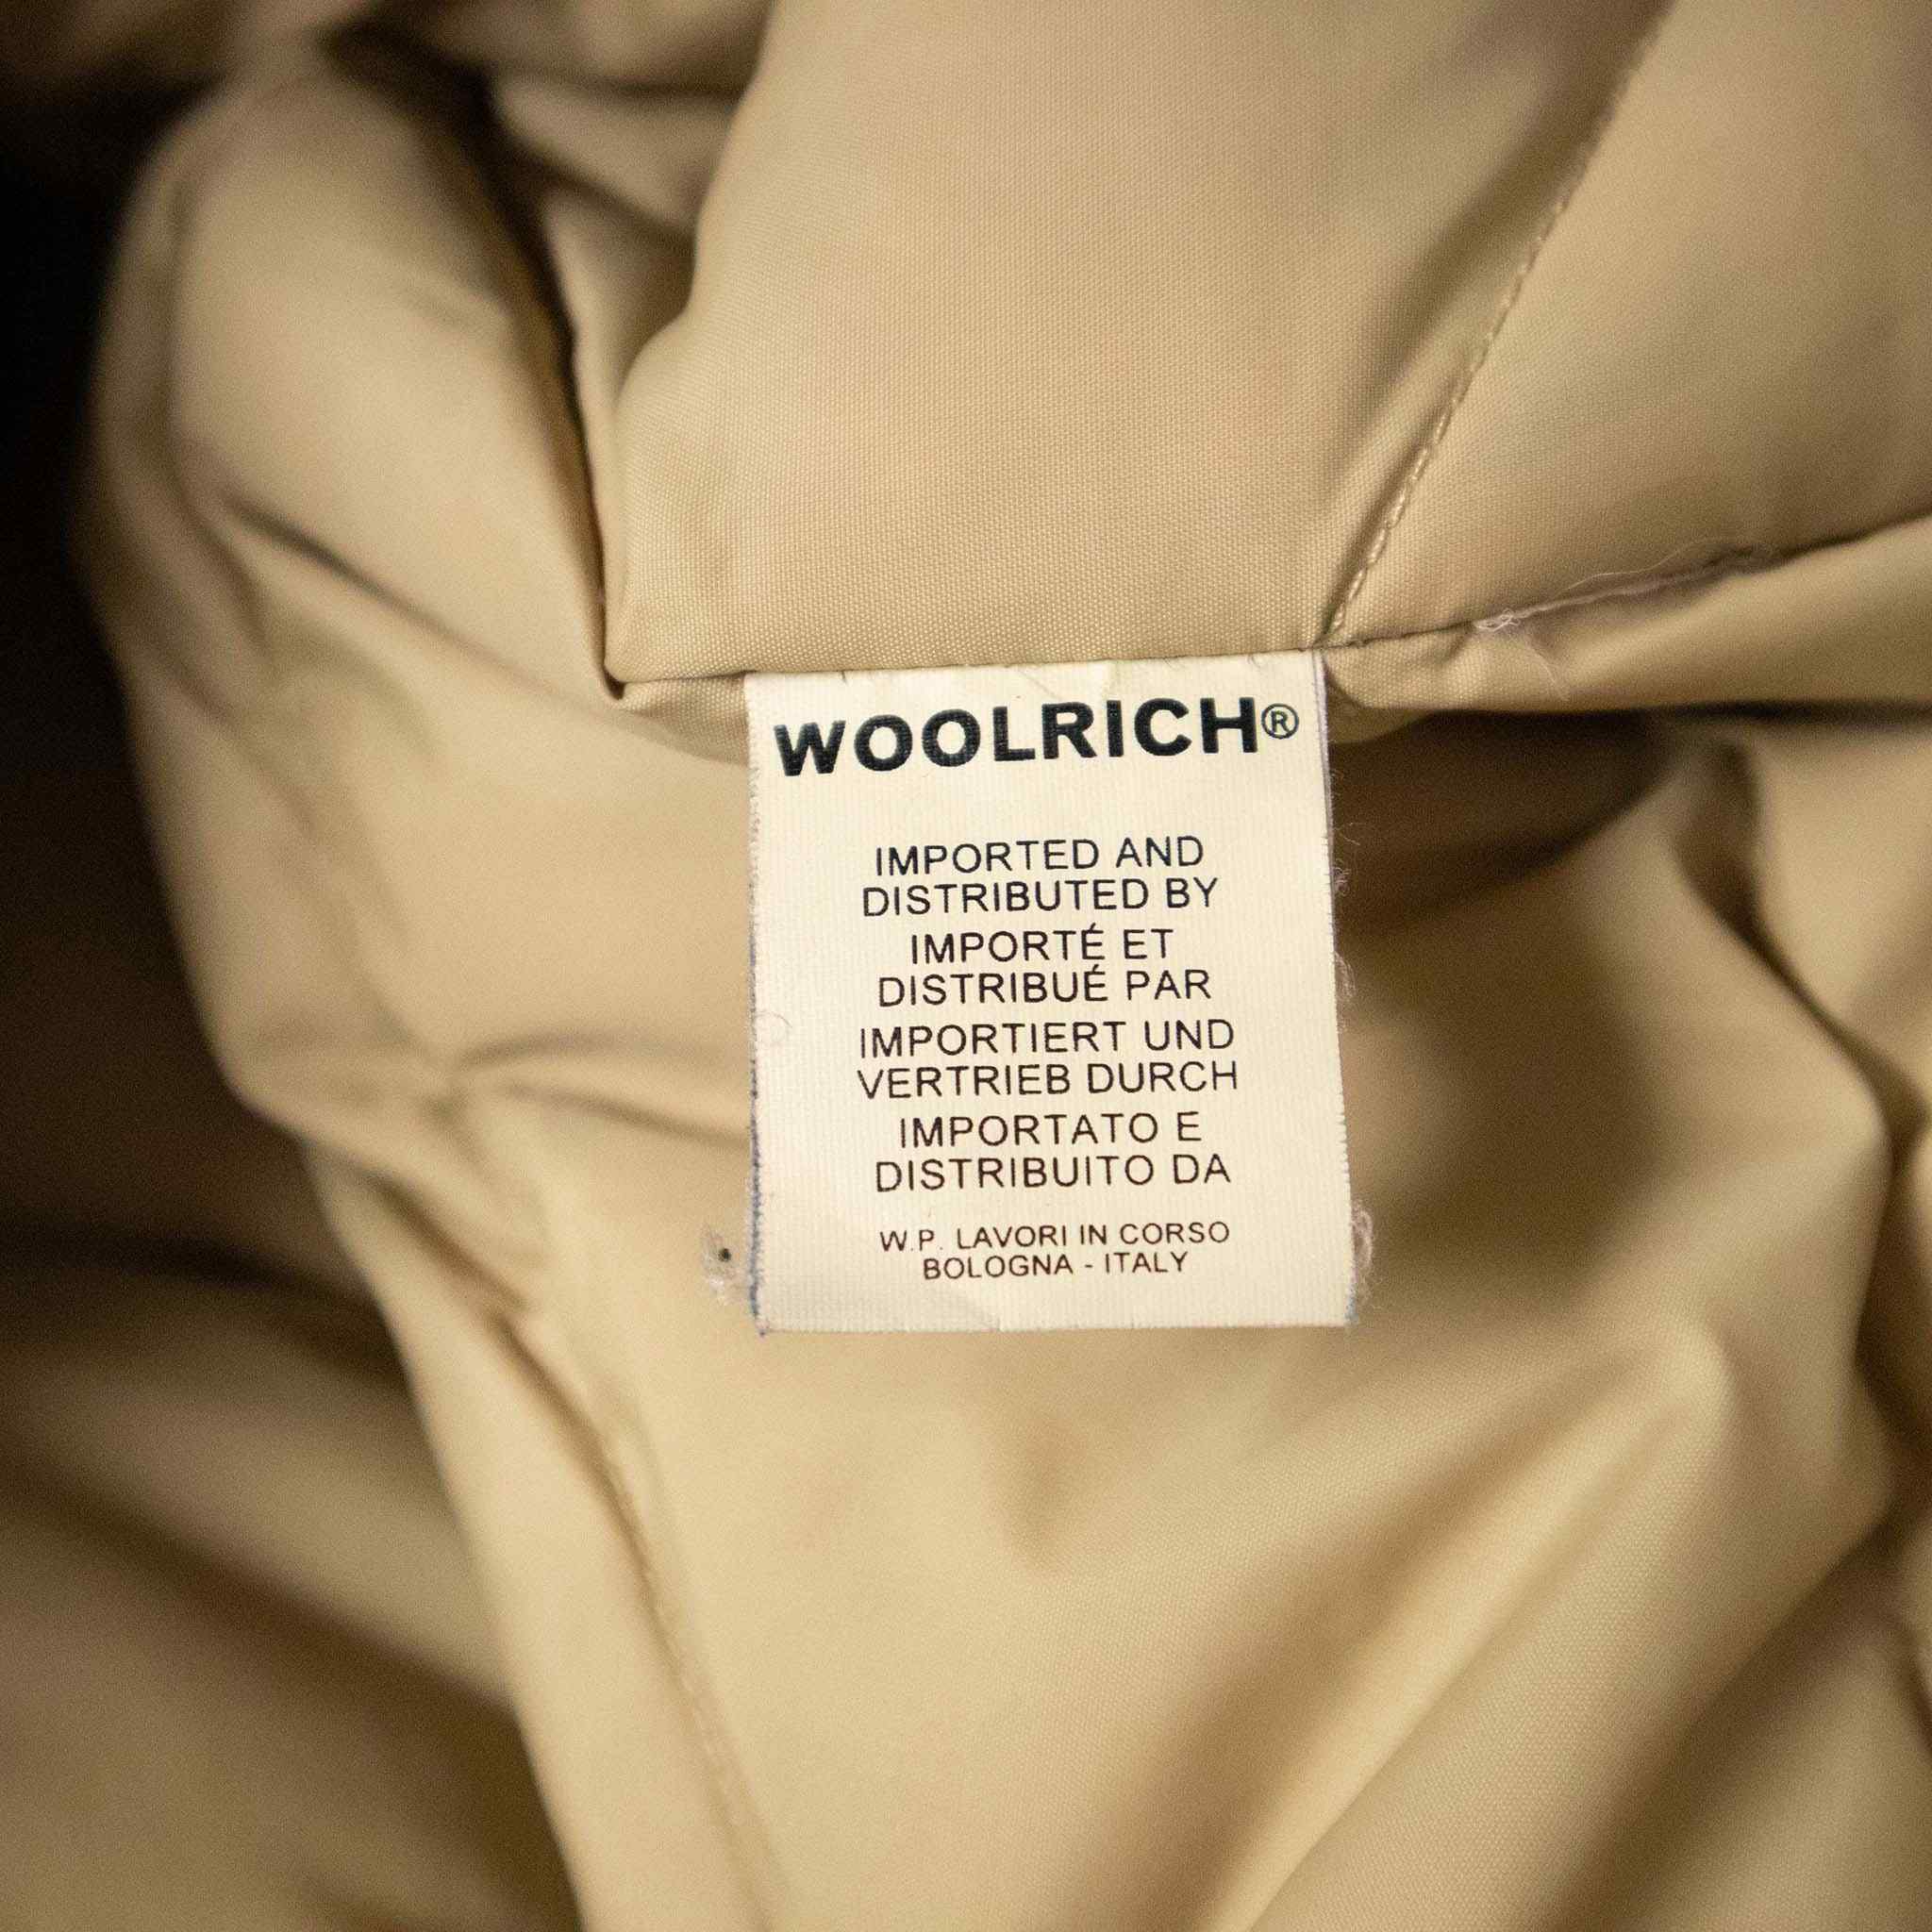 WOOLRICH®
IMPORTED AND
DISTRIBUTED BY
IMPORTÉ ET
DISTRIBUÉ PAR
IMPORTIERT UND
VERTRIEB DURCH
IMPORTATO E
DISTRIBUITO DA
W.P. LAVORI IN CORSO
BOLOGNA - ITALY